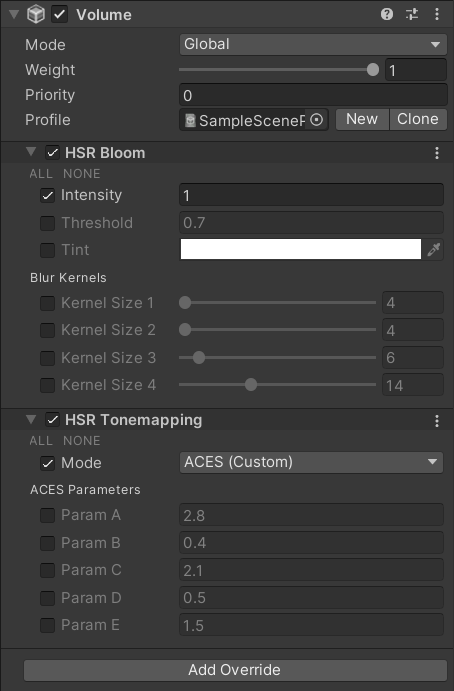 Volume
Mode Global
Weight 1
Priority 0
Profile SampleSceneP New Clone
HSR Bloom
ALL NONE
Intensity 1
Threshold 0.7
Tint
Blur Kernels
Kernel Size 1 4
Kernel Size 2 4
Kernel Size 3 6
Kernel Size 4 14
HSR Tonemapping
ALL NONE
Mode ACES (Custom)
ACES Parameters
Param A 2.8
Param B 0.4
Param C 2.1
Param D 0.5
Param E 1.5
Add Override